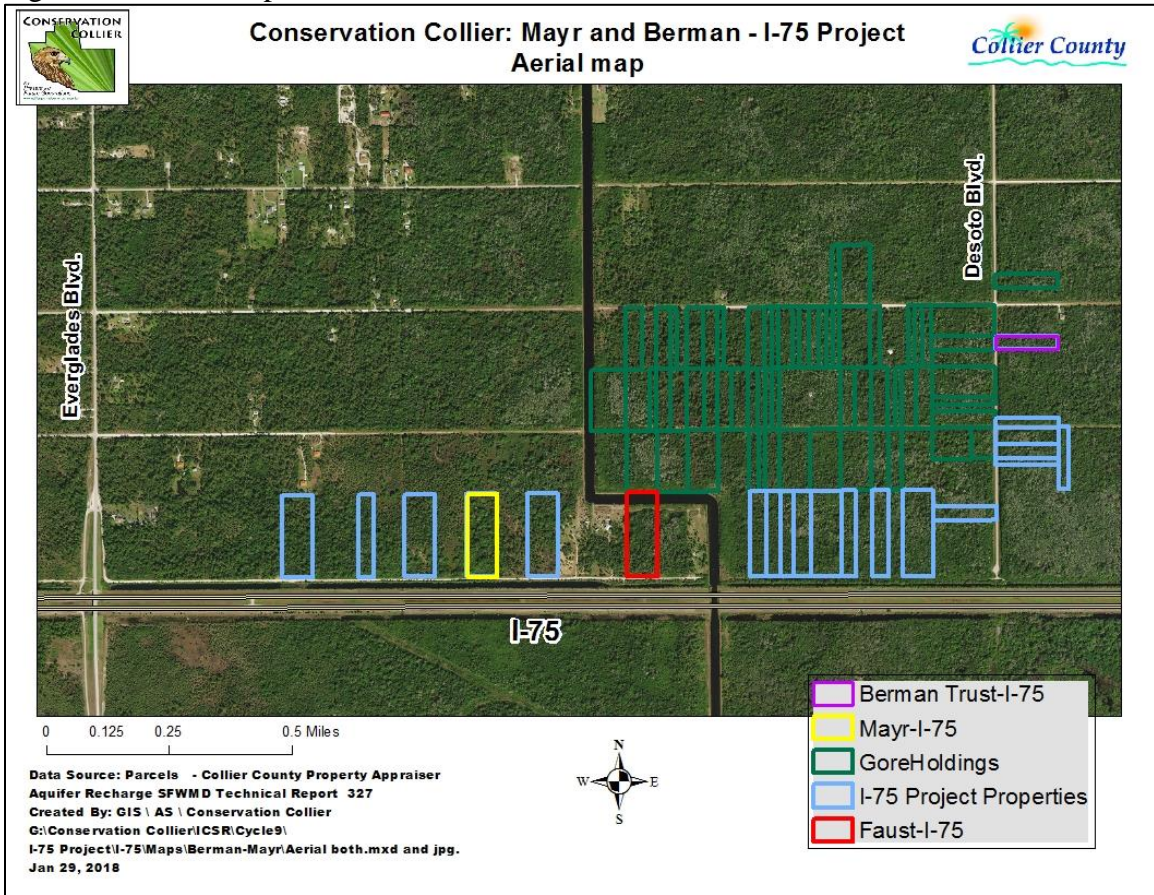 CONSERVATION
COLLIER
Conservation Collier: Mayr and Berman - I-75 Project
Aerial map
Collier County
Everglades Blvd.
Desoto Blvd.
I-75
Berman Trust-I-75
Mayr-I-75
GoreHoldings
I-75 Project Properties
Faust-I-75
0 0.125 0.25 0.5 Miles
N
W E
S
Data Source: Parcels - Collier County Property Appraiser
Aquifer Recharge SFWMD Technical Report 327
Created By: GIS \ AS \ Conservation Collier
G:\Conservation Collier\ICSR\Cycle9\
I-75 Project\I-75\Maps\Berman-Mayr\Aerial both.mxd and jpg.
Jan 29, 2018